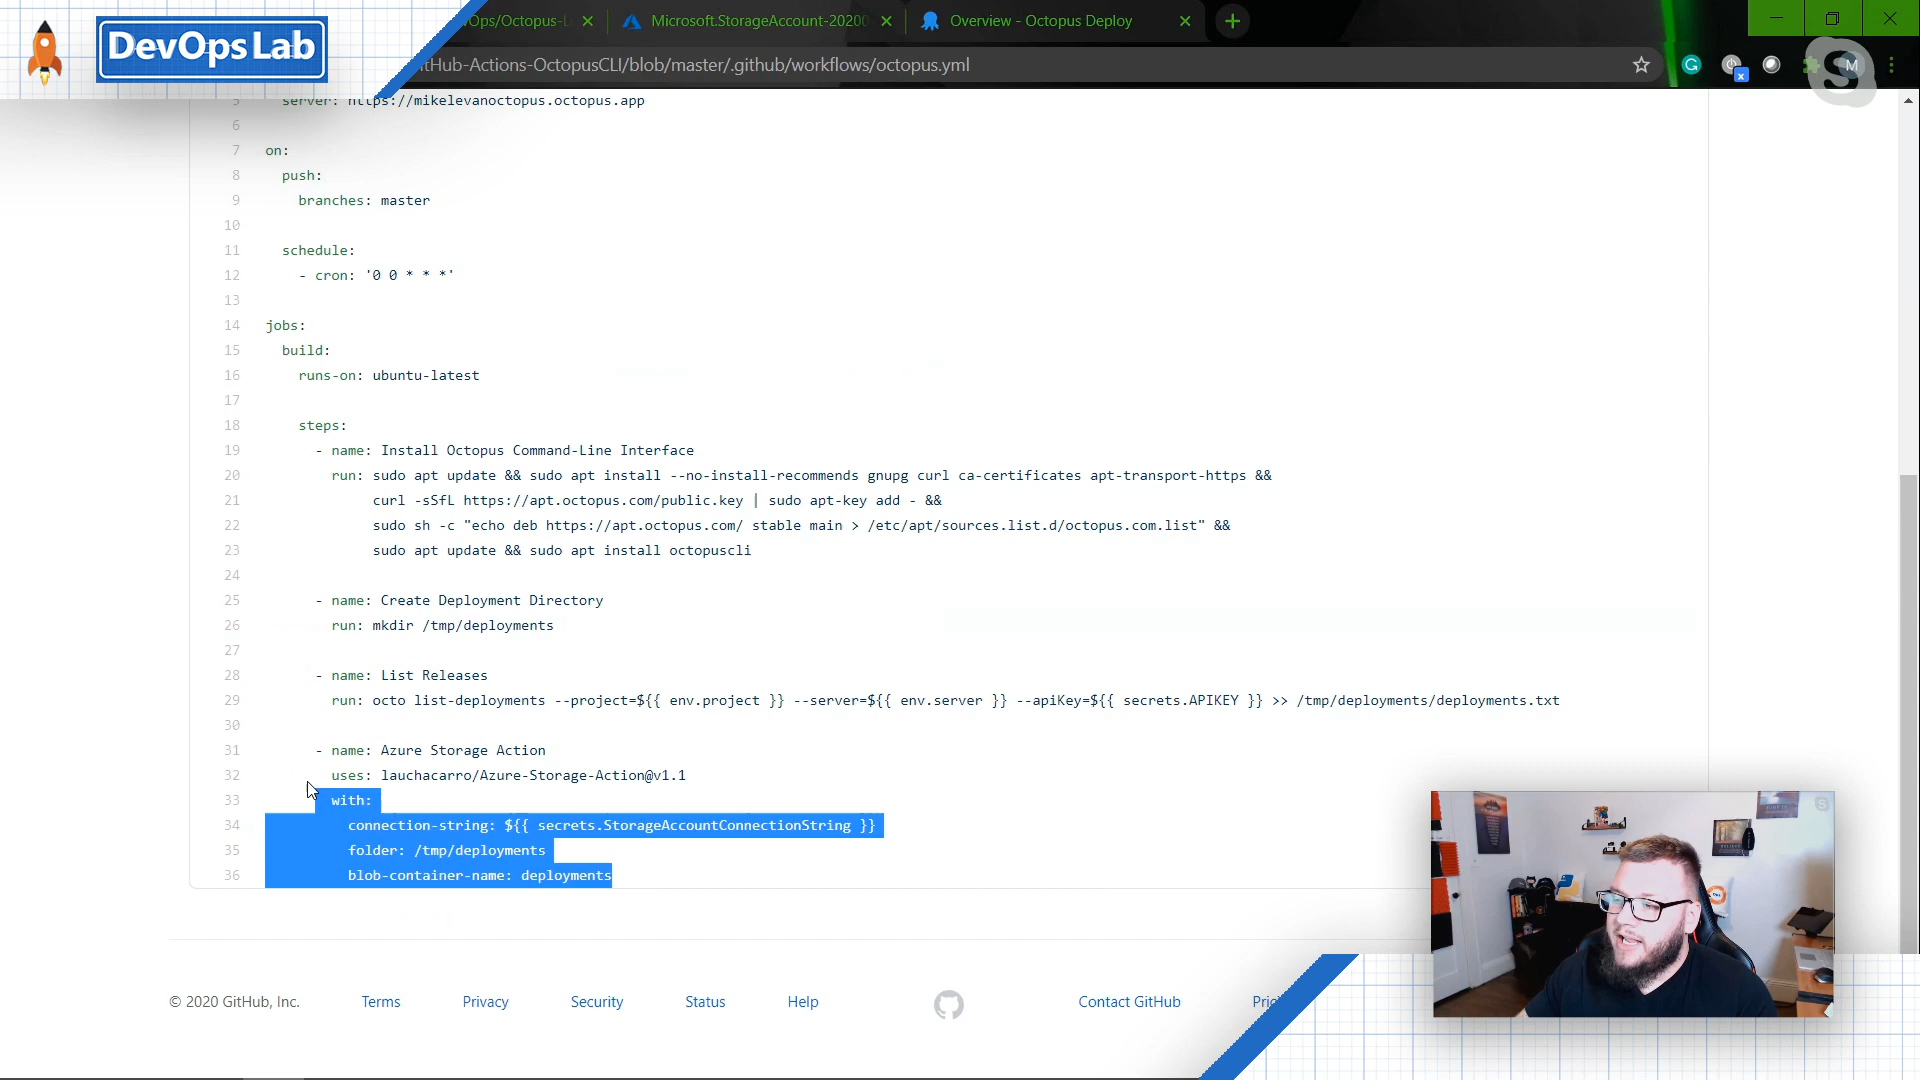 DevOps Lab
Ops/Octopus-
Microsoft.StorageAccount-2020
Overview - Octopus Deploy
tHub-Actions-OctopusCLI/blob/master/.github/workflows/octopus.yml
M
5 server: https://mikelevanoctopus.octopus.app
6
7 on:
8 push:
9 branches: master
10
11 schedule:
12 - cron: '0 0 * * *'
13
14 jobs:
15 build:
16 runs-on: ubuntu-latest
17
18 steps:
19 - name: Install Octopus Command-Line Interface
20 run: sudo apt update && sudo apt install --no-install-recommends gnupg curl ca-certificates apt-transport-https &&
21 curl -sSfL https://apt.octopus.com/public.key | sudo apt-key add - &&
22 sudo sh -c "echo deb https://apt.octopus.com/ stable main > /etc/apt/sources.list.d/octopus.com.list" &&
23 sudo apt update && sudo apt install octopuscli
24
25 - name: Create Deployment Directory
26 run: mkdir /tmp/deployments
27
28 - name: List Releases
29 run: octo list-deployments --project=${{ env.project }} --server=${{ env.server }} --apiKey=${{ secrets.APIKEY }} >> /tmp/deployments/deployments.txt
30
31 - name: Azure Storage Action
32 uses: lauchacarro/Azure-Storage-Action@v1.1
33 with:
34 connection-string: ${{ secrets.StorageAccountConnectionString }}
35 folder: /tmp/deployments
36 blob-container-name: deployments
© 2020 GitHub, Inc. Terms Privacy Security Status Help Contact GitHub